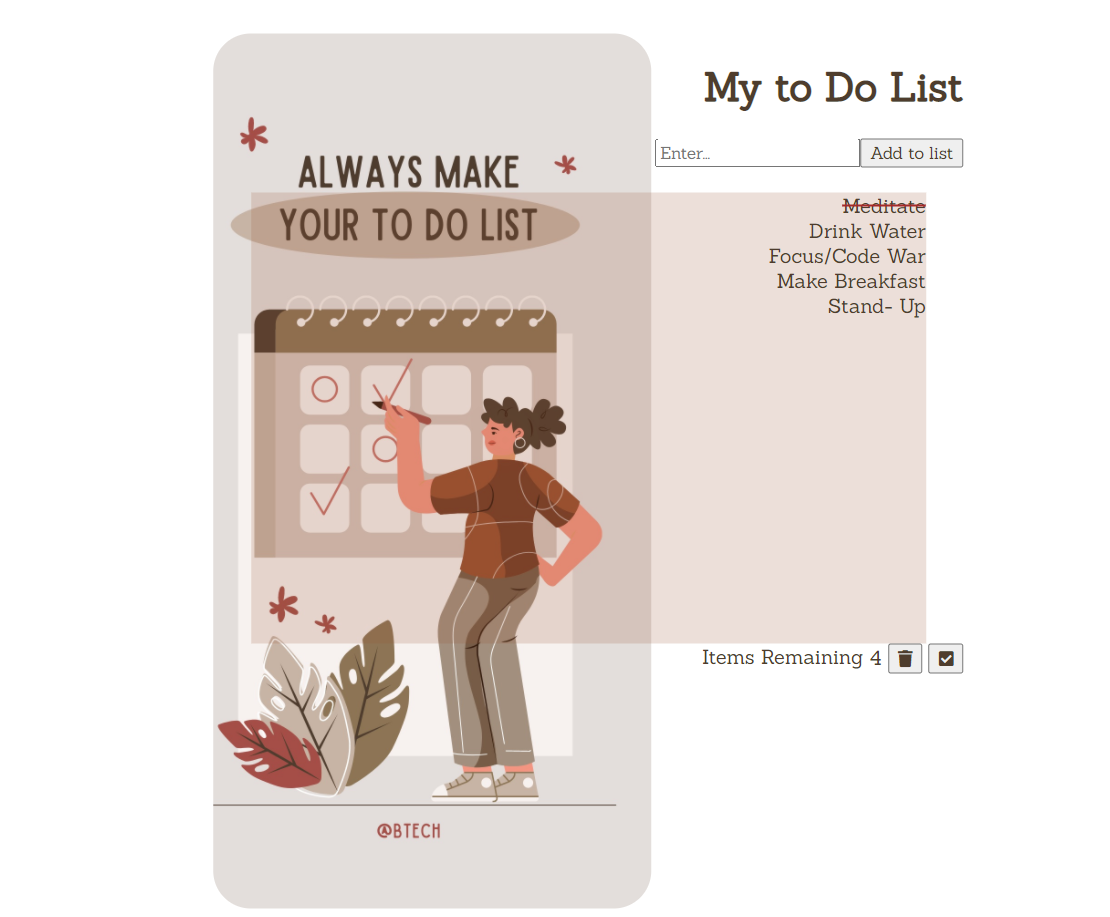 ALWAYS MAKE
YOUR TO DO LIST
@BTECH
My to Do List
Enter...
Add to list
Meditate
Drink Water
Focus/Code War
Make Breakfast
Stand- Up
Items Remaining 4